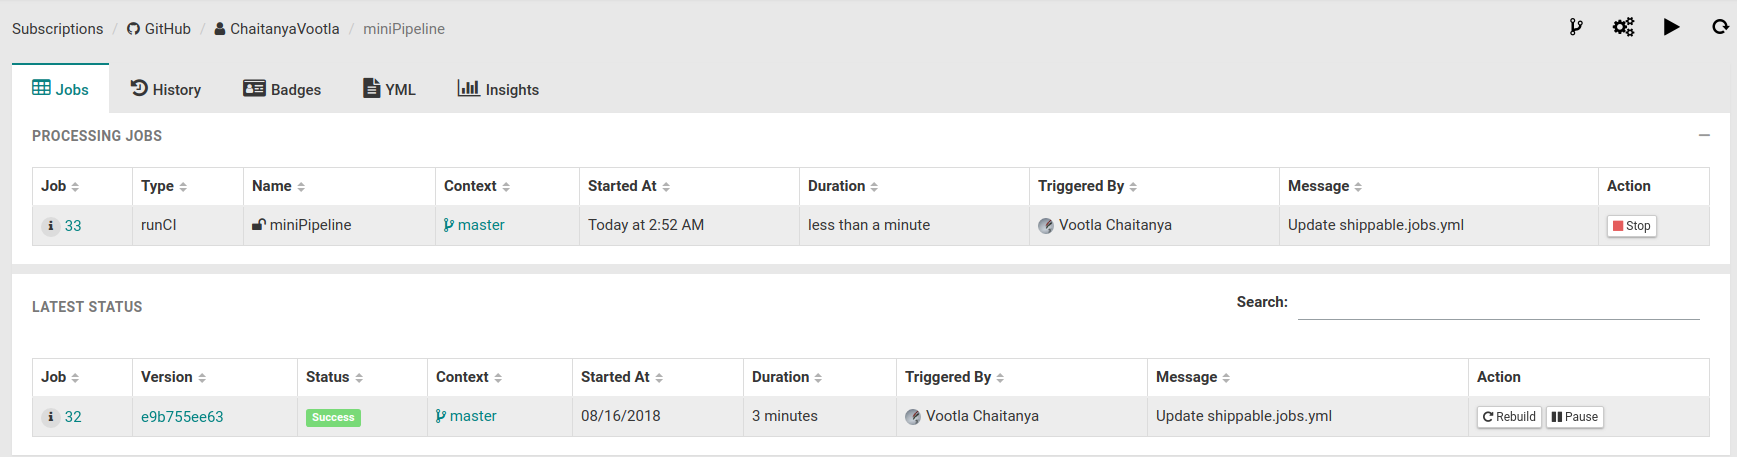 Subscriptions / GitHub / ChaitanyaVootla / miniPipeline
Jobs History Badges YML Insights
PROCESSING JOBS
Job Type Name Context Started At Duration Triggered By Message Action
33 runCI miniPipeline master Today at 2:52 AM less than a minute Vootla Chaitanya Update shippable.jobs.yml Stop
LATEST STATUS Search:
Job Version Status Context Started At Duration Triggered By Message Action
32 e9b755ee63 Success master 08/16/2018 3 minutes Vootla Chaitanya Update shippable.jobs.yml Rebuild Pause